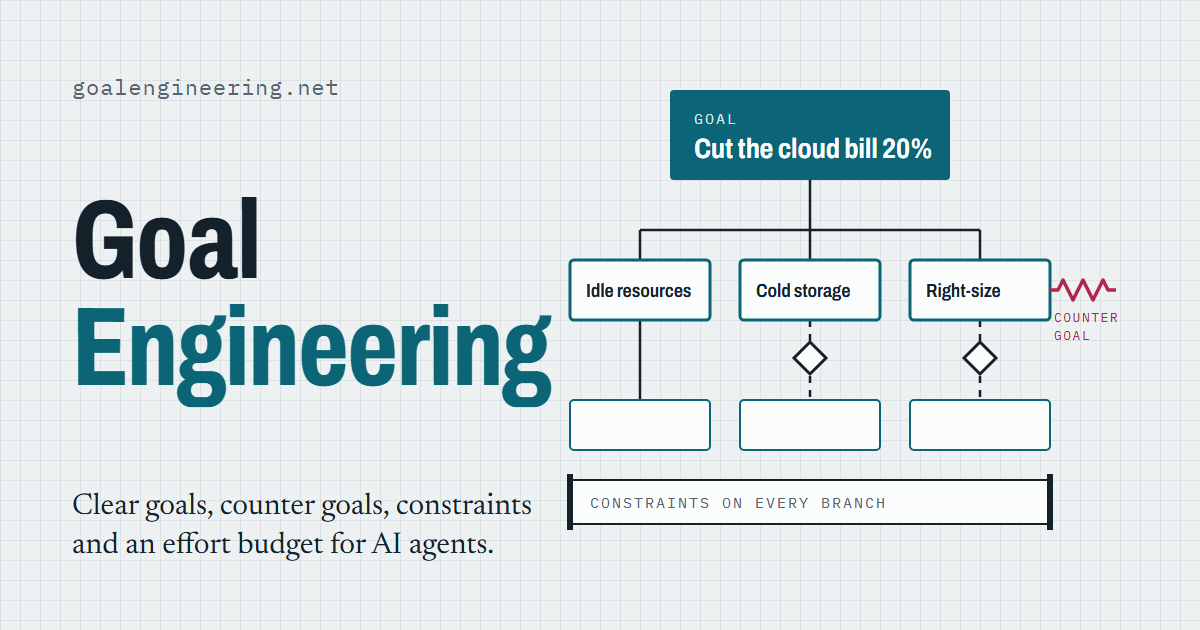 goalengineering.net
Goal
Engineering
Clear goals, counter goals, constraints
and an effort budget for AI agents.
GOAL
Cut the cloud bill 20%
Idle resources
Cold storage
Right-size
COUNTER
GOAL
CONSTRAINTS ON EVERY BRANCH